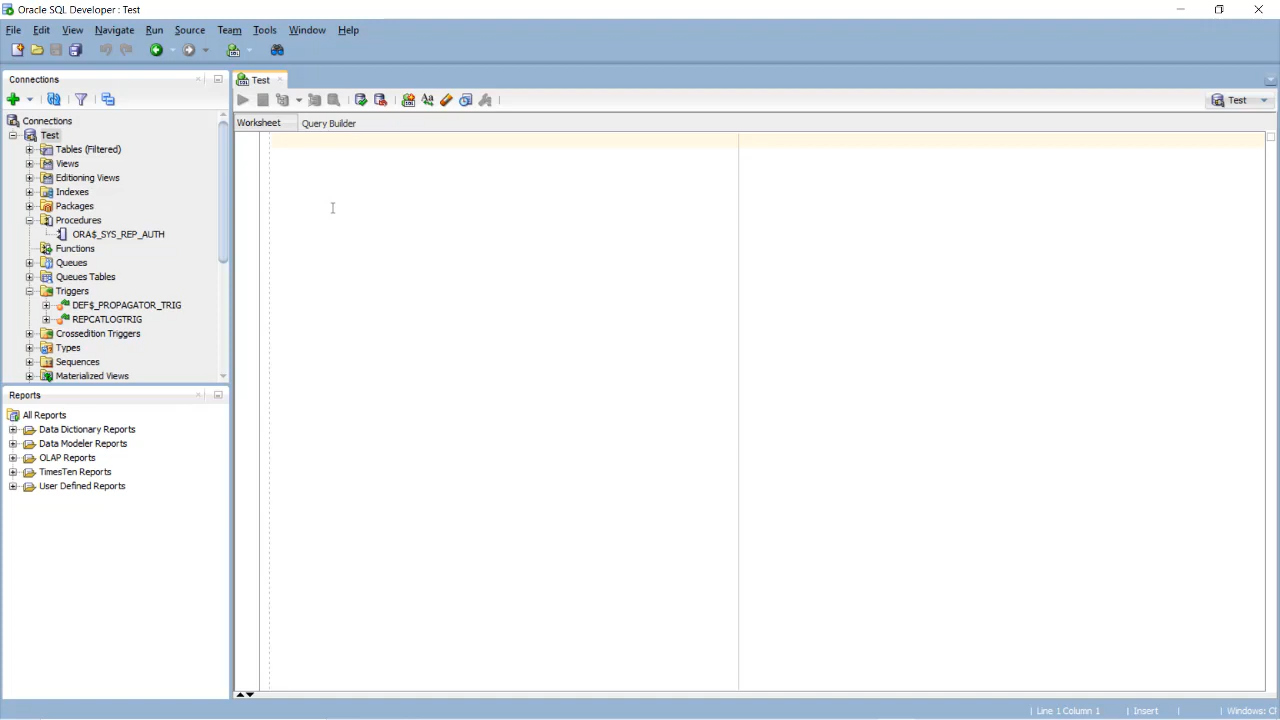 Oracle SQL Developer : Test
File Edit View Navigate Run Source Team Tools Window Help
Connections
Test
Test
Worksheet
Query Builder
Connections
Test
Tables (Filtered)
Views
Editioning Views
Indexes
Packages
Procedures
ORA$_SYS_REP_AUTH
Functions
Queues
Queues Tables
Triggers
DEF$_PROPAGATOR_TRIG
REPCATLOGTRIG
Crossedition Triggers
Types
Sequences
Materialized Views
Reports
All Reports
Data Dictionary Reports
Data Modeler Reports
OLAP Reports
TimesTen Reports
User Defined Reports
| Line 1 Column 1 | Insert | | Windows: C